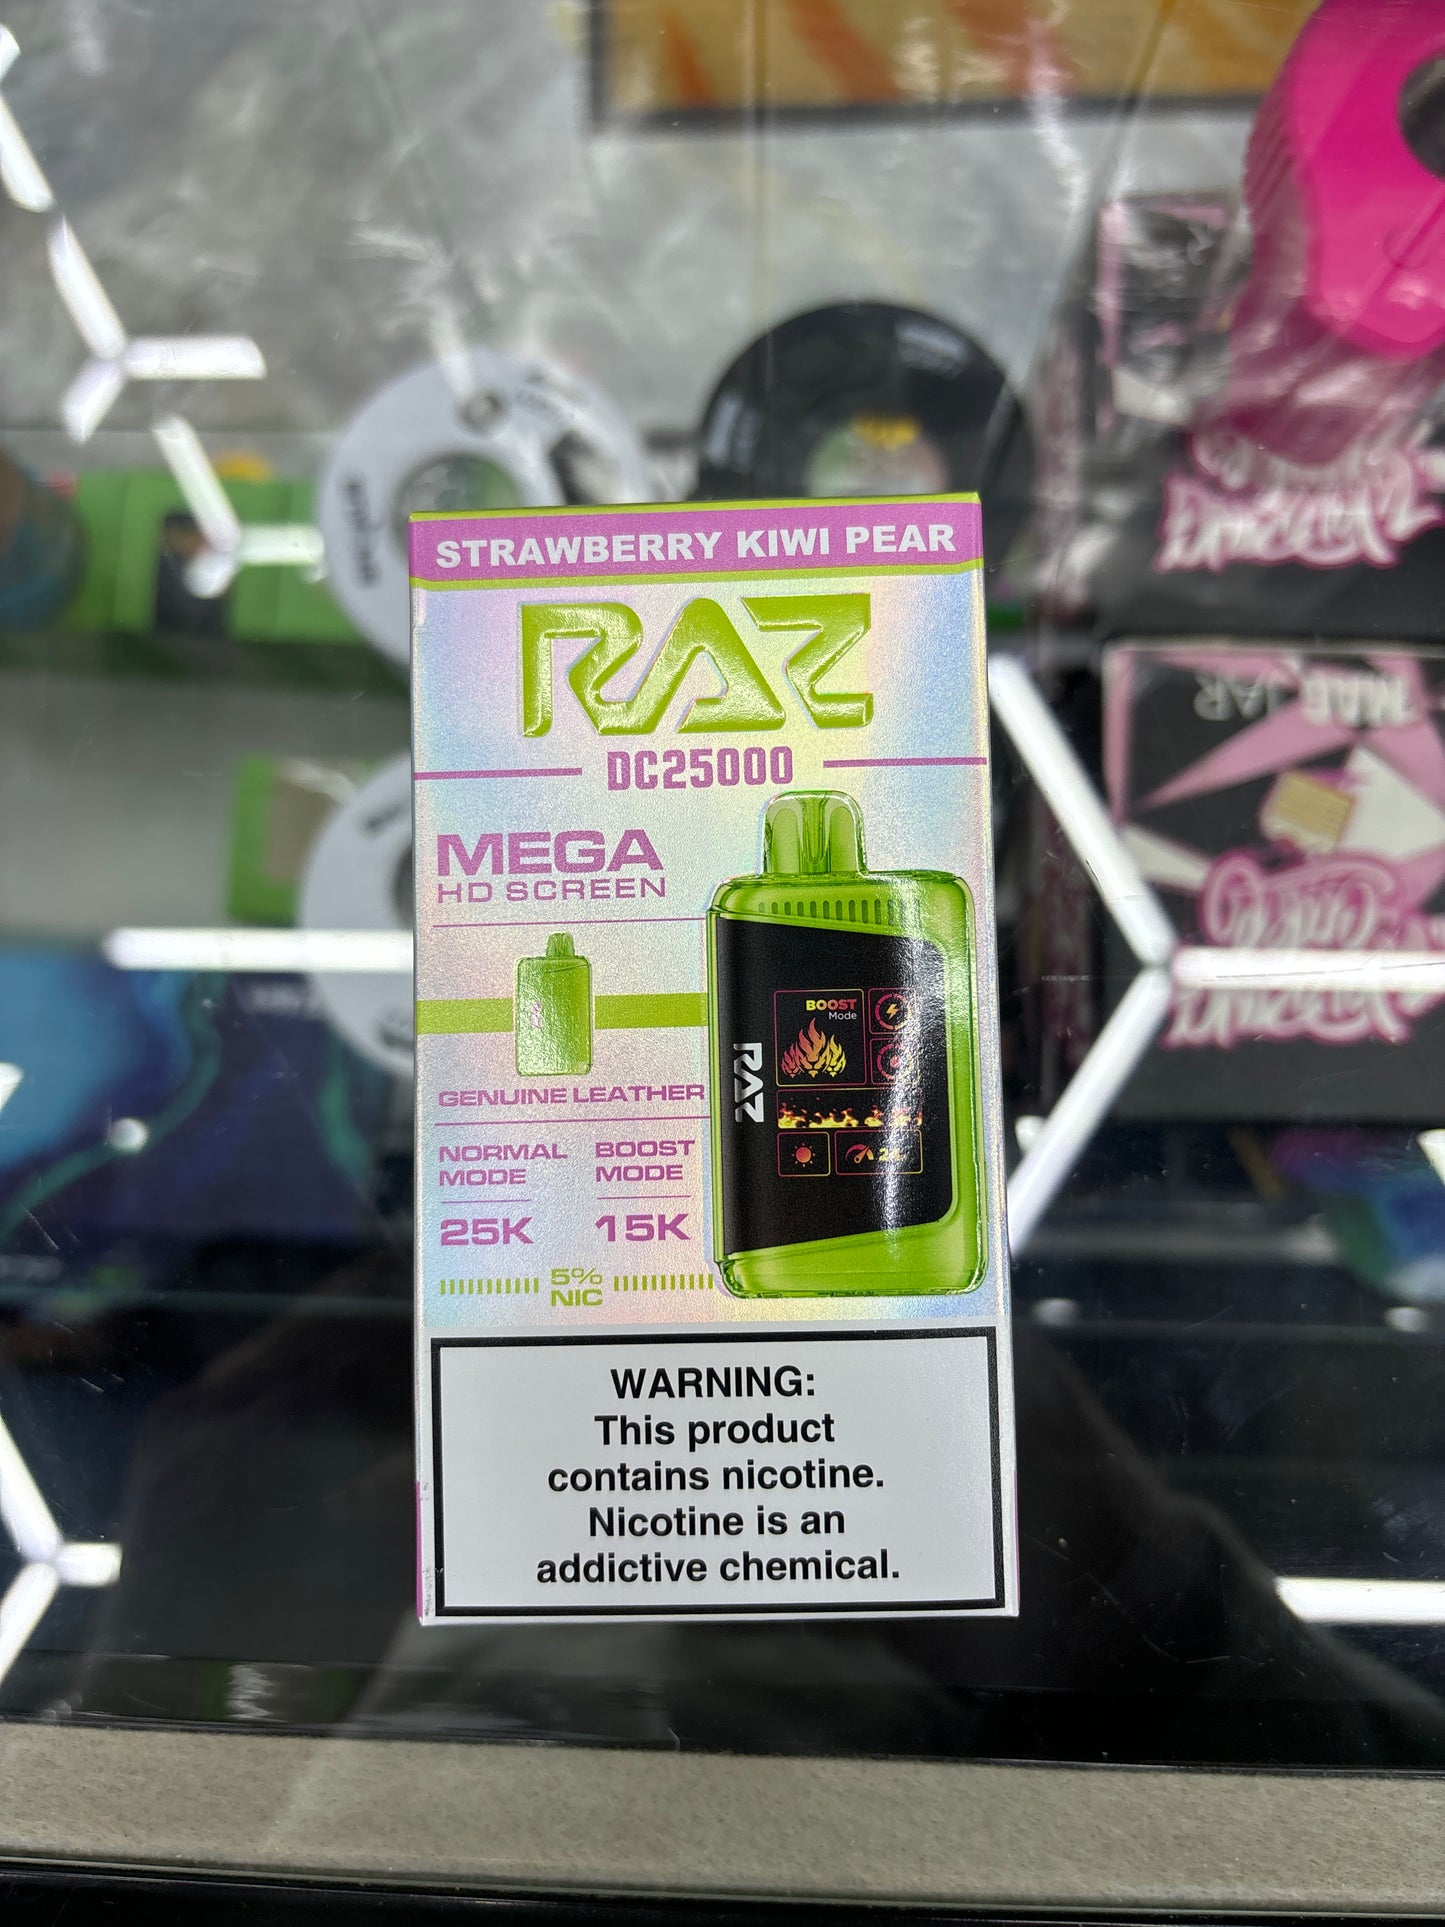 STRAWBERRY KIWI PEAR
RAZ
DC25000
MEGA
HD SCREEN
BOOST
Mode
RAZ
GENUINE LEATHER
NORMAL
MODE
BOOST
MODE
25K
15K
5%
NIC
WARNING:
This product
contains nicotine.
Nicotine is an
addictive chemical.
JAR